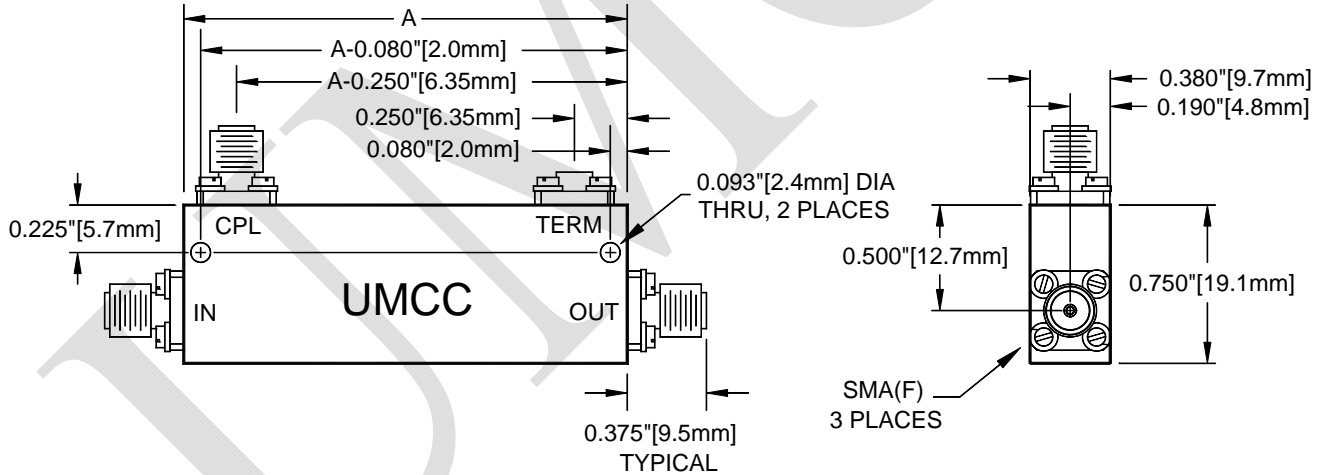 A
A-0.080"[2.0mm]
A-0.250"[6.35mm]
0.250"[6.35mm]
0.080"[2.0mm]
0.093"[2.4mm] DIA
THRU, 2 PLACES
0.225"[5.7mm]
CPL
TERM
IN
UMCC
OUT
0.375"[9.5mm]
TYPICAL
0.380"[9.7mm]
0.190"[4.8mm]
0.500"[12.7mm]
0.750"[19.1mm]
SMA(F)
3 PLACES